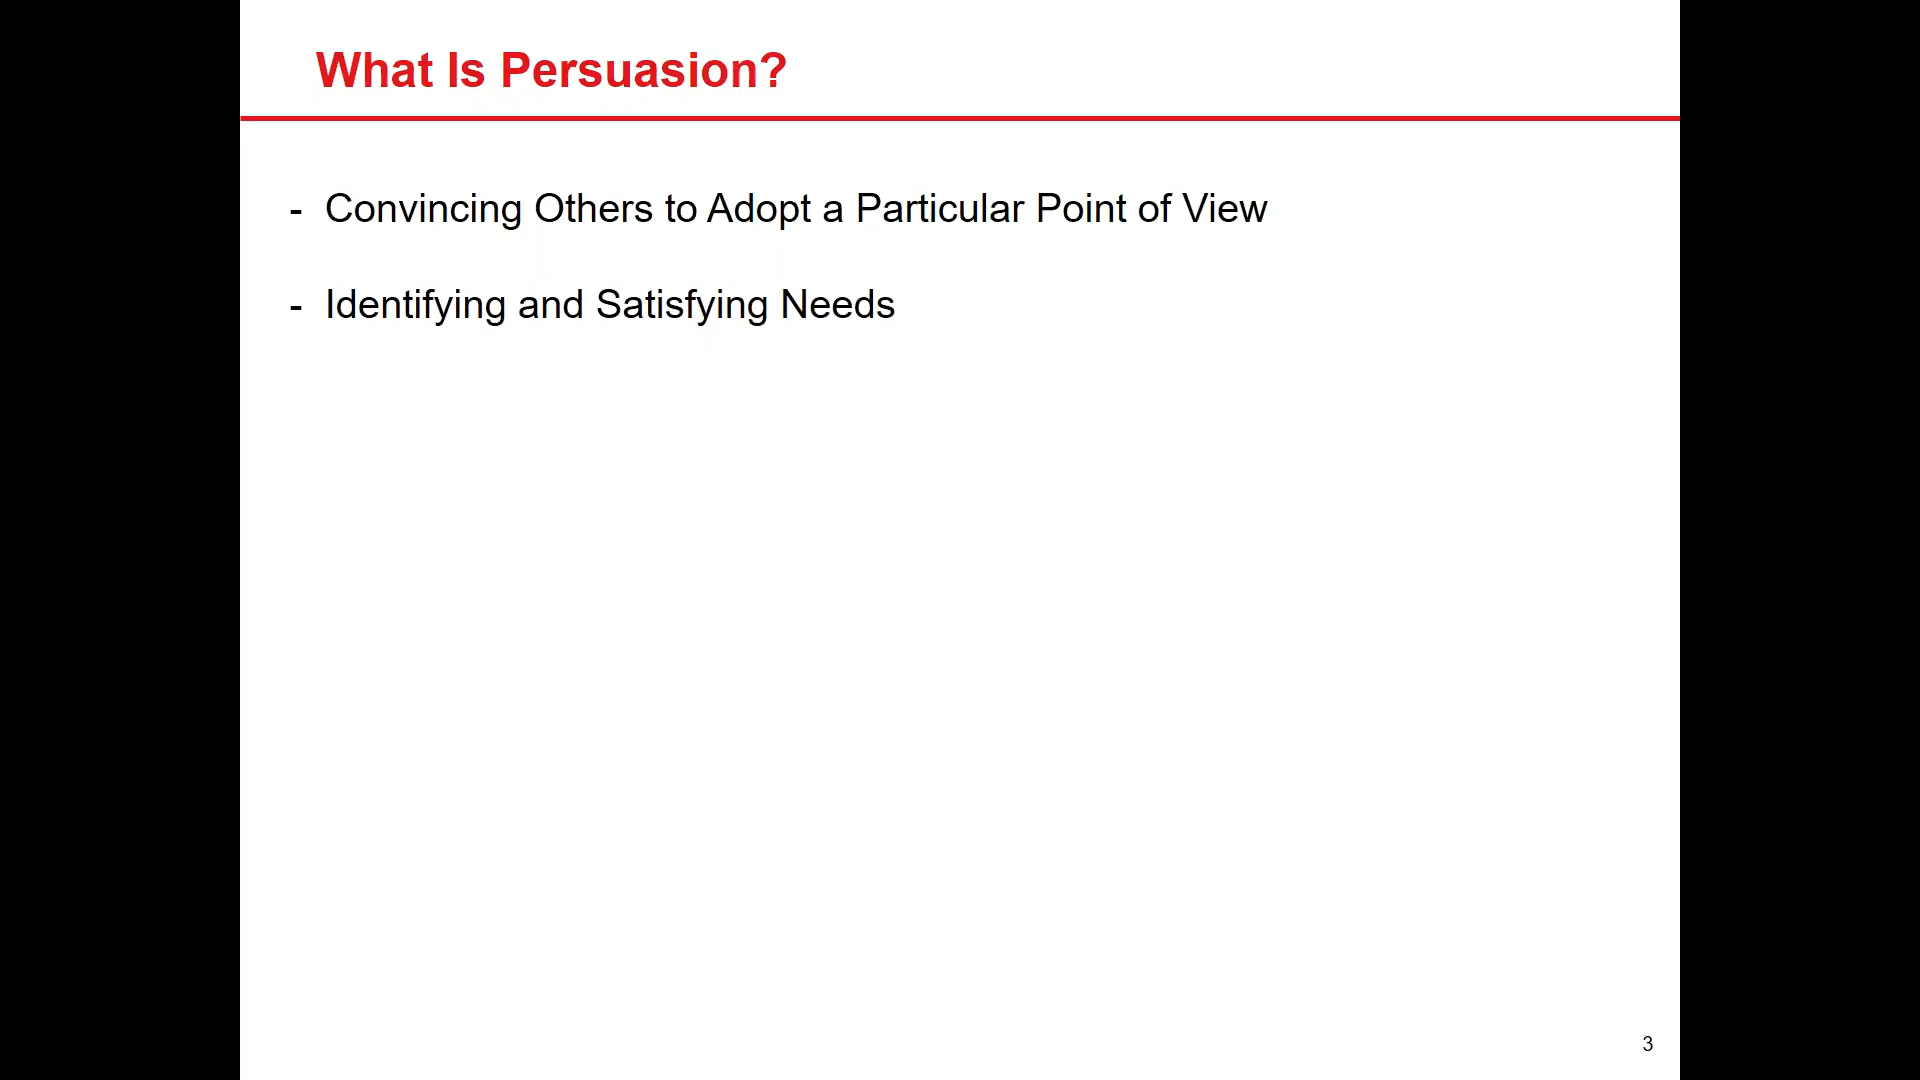 What Is Persuasion?
- Convincing Others to Adopt a Particular Point of View
- Identifying and Satisfying Needs
3